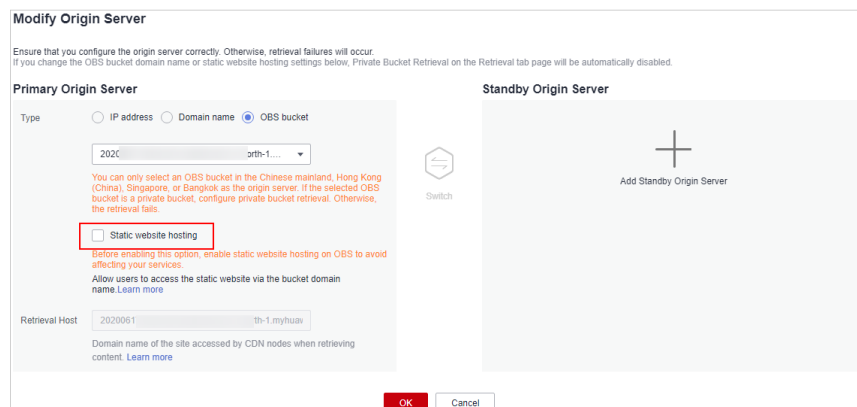 Modify Origin Server
Ensure that you configure the origin server correctly. Otherwise, retrieval failures will occur.
If you change the OBS bucket domain name or static website hosting settings below, Private Bucket Retrieval on the Retrieval tab page will be automatically disabled.
Primary Origin Server
Standby Origin Server
Type
IP address
Domain name
OBS bucket
202 orth-1....
You can only select an OBS bucket in the Chinese mainland, Hong Kong
(China), Singapore, or Bangkok as the origin server. If the selected OBS
bucket is a private bucket, configure private bucket retrieval. Otherwise,
the retrieval fails.
Switch
Add Standby Origin Server
Static website hosting
Before enabling this option, enable static website hosting on OBS to avoid
affecting your services.
Allow users to access the static website via the bucket domain
name.Learn more
Retrieval Host
2020061 th-1.myhuaw
Domain name of the site accessed by CDN nodes when retrieving
content. Learn more
OK
Cancel